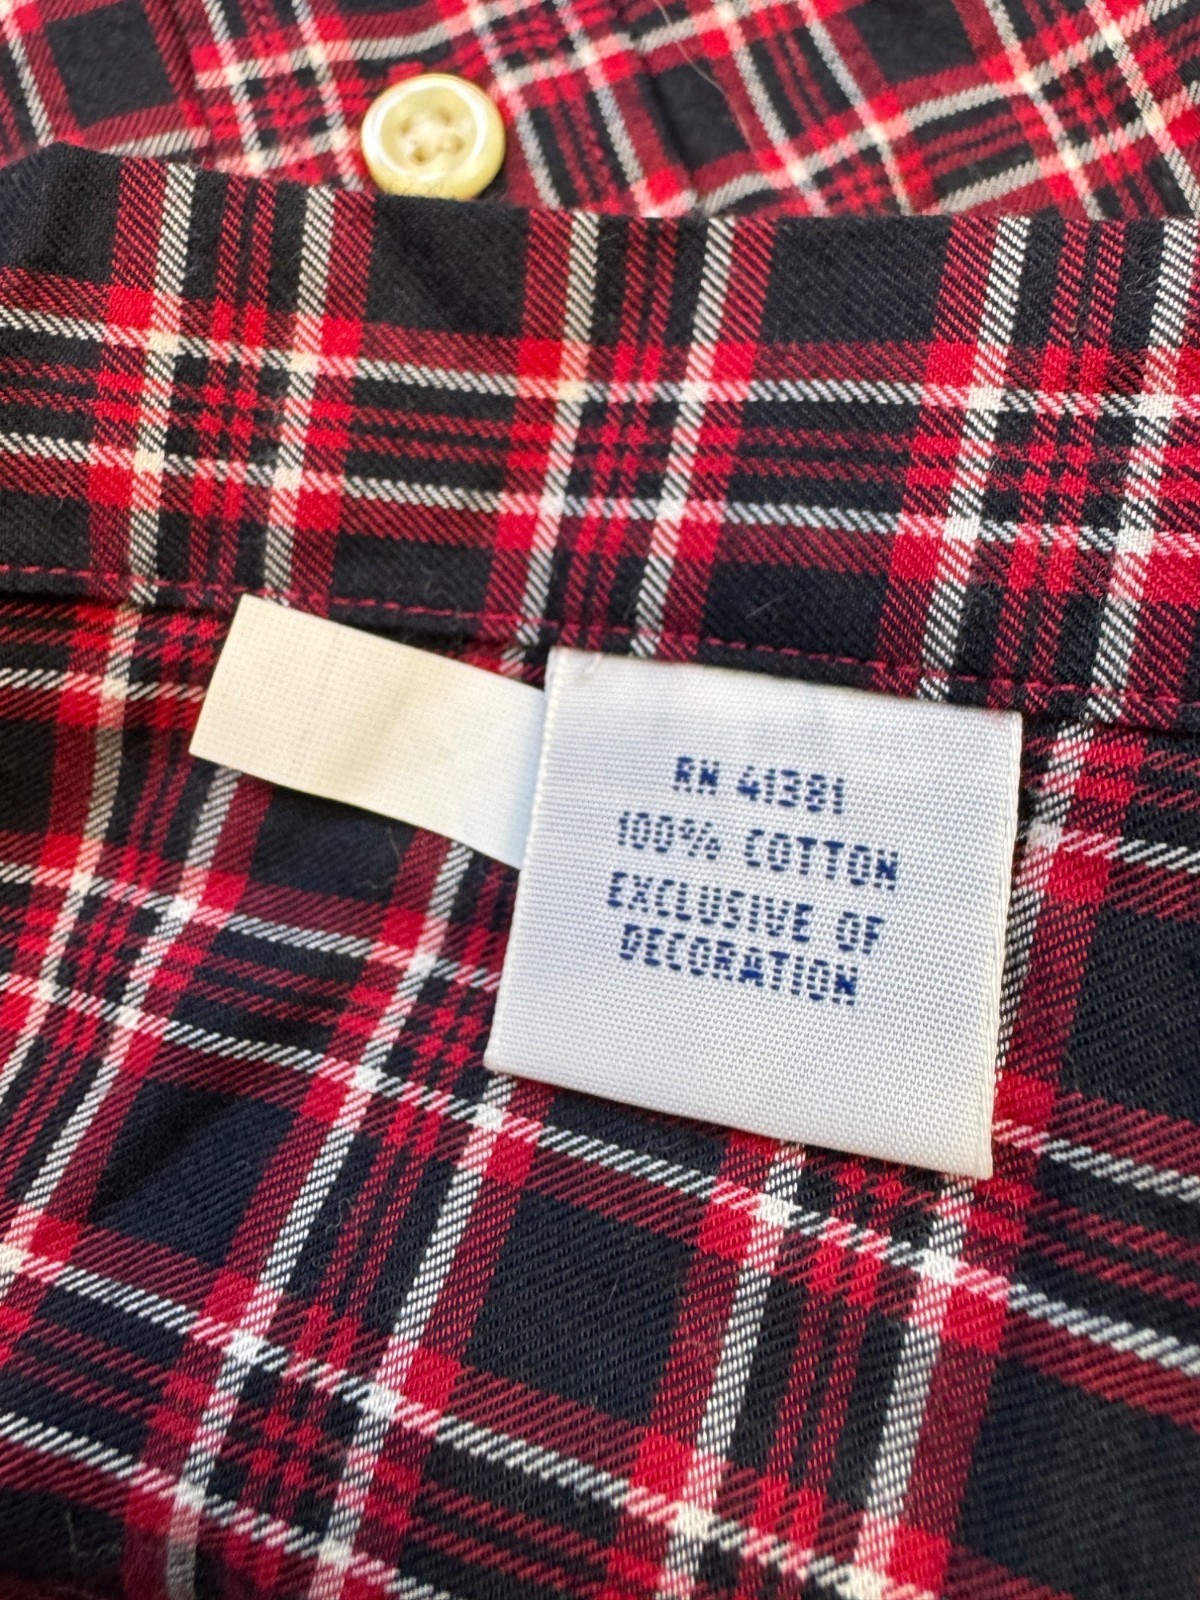 RN 41381
100% COTTON
EXCLUSIVE OF
DECORATION